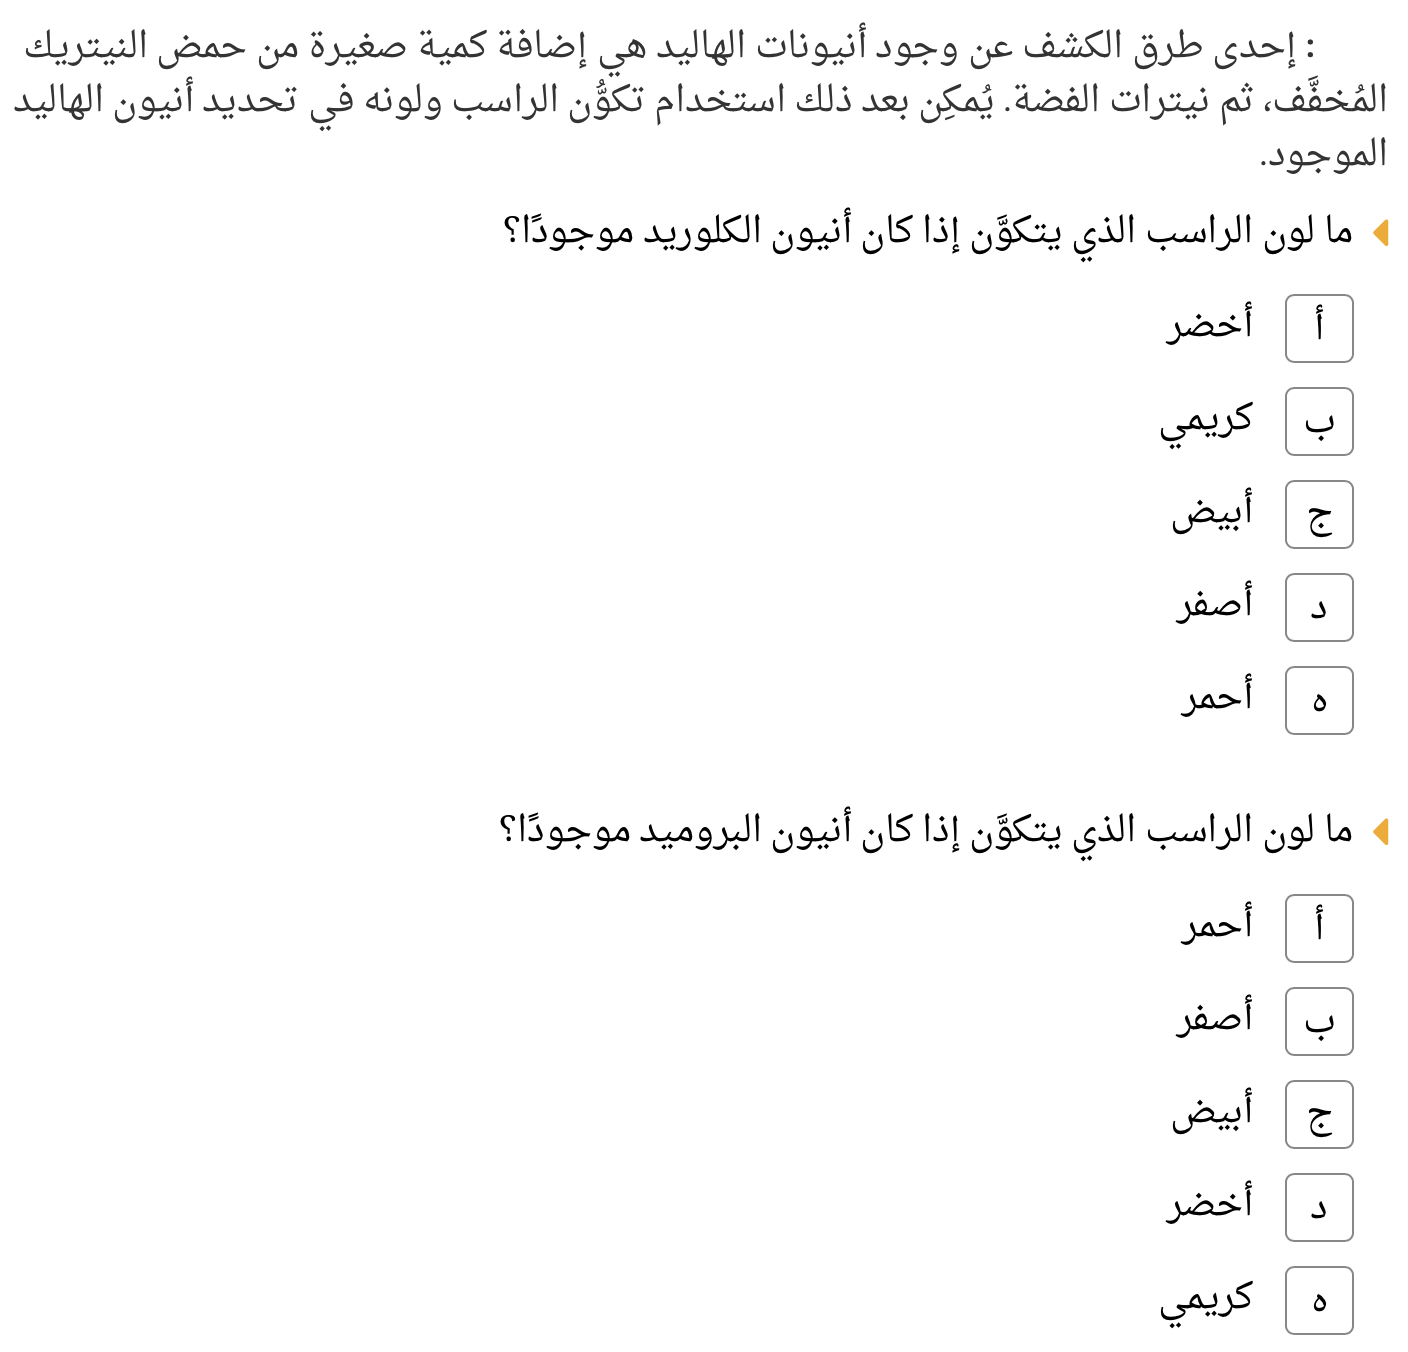 : إحدى طرق الكشف عن وجود أنيونات الهاليد هي إضافة كمية صغيرة من حمض النيتريك
المُخفَّف، ثم نيترات الفضة. يُمكِن بعد ذلك استخدام تكوُّن الراسب ولونه في تحديد أنيون الهاليد
الموجود.
ما لون الراسب الذي يتكوَّن إذا كان أنيون الكلوريد موجودًا؟
أ أخضر
ب كريمي
ج أبيض
د أصفر
ه أحمر
ما لون الراسب الذي يتكوَّن إذا كان أنيون البروميد موجودًا؟
أ أحمر
ب أصفر
ج أبيض
د أخضر
ه كريمي